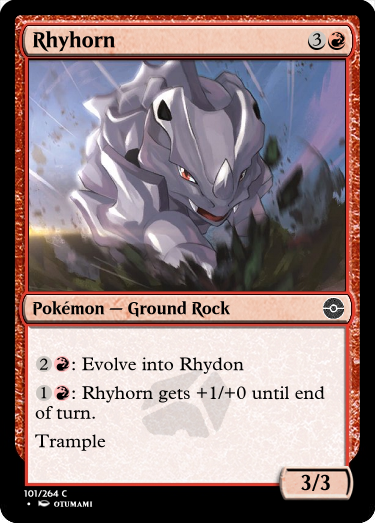 Rhyhorn 3
Pokémon — Ground Rock
2 : Evolve into Rhydon
1 : Rhyhorn gets +1/+0 until end
of turn.
Trample
3/3
101/264 C
• OTUMAMI